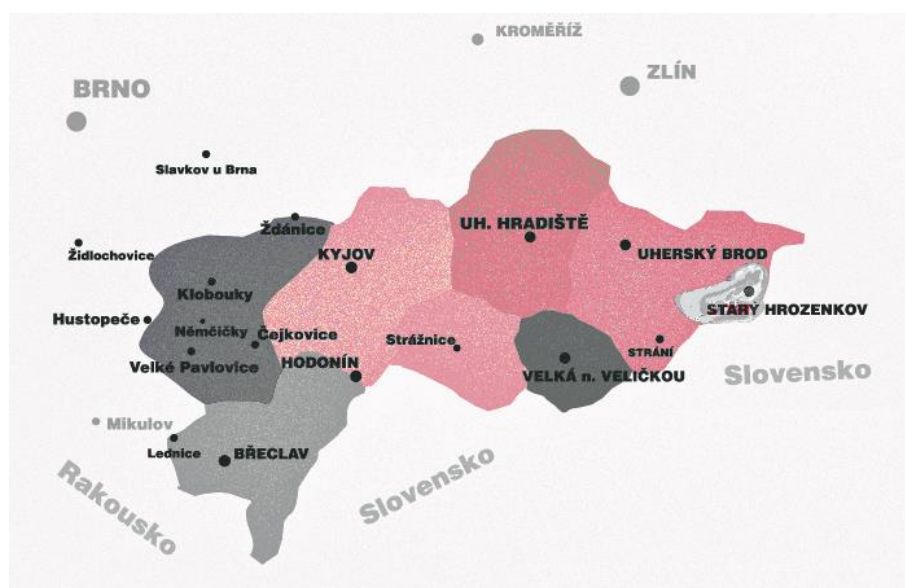 KROMĚŘÍŽ
ZLÍN
BRNO
Slavkov u Brna
Ždánice
UH. HRADIŠTĚ
Židlochovice
KYJOV
UHERSKÝ BROD
Klobouky
STARÝ HROZENKOV
Hustopeče
Němčičky
Čejkovice
Strážnice
STRÁNÍ
Velké Pavlovice
HODONÍN
VELKÁ n. VELIČKOU
Slovensko
Mikulov
Lednice
BŘECLAV
Rakousko
Slovensko